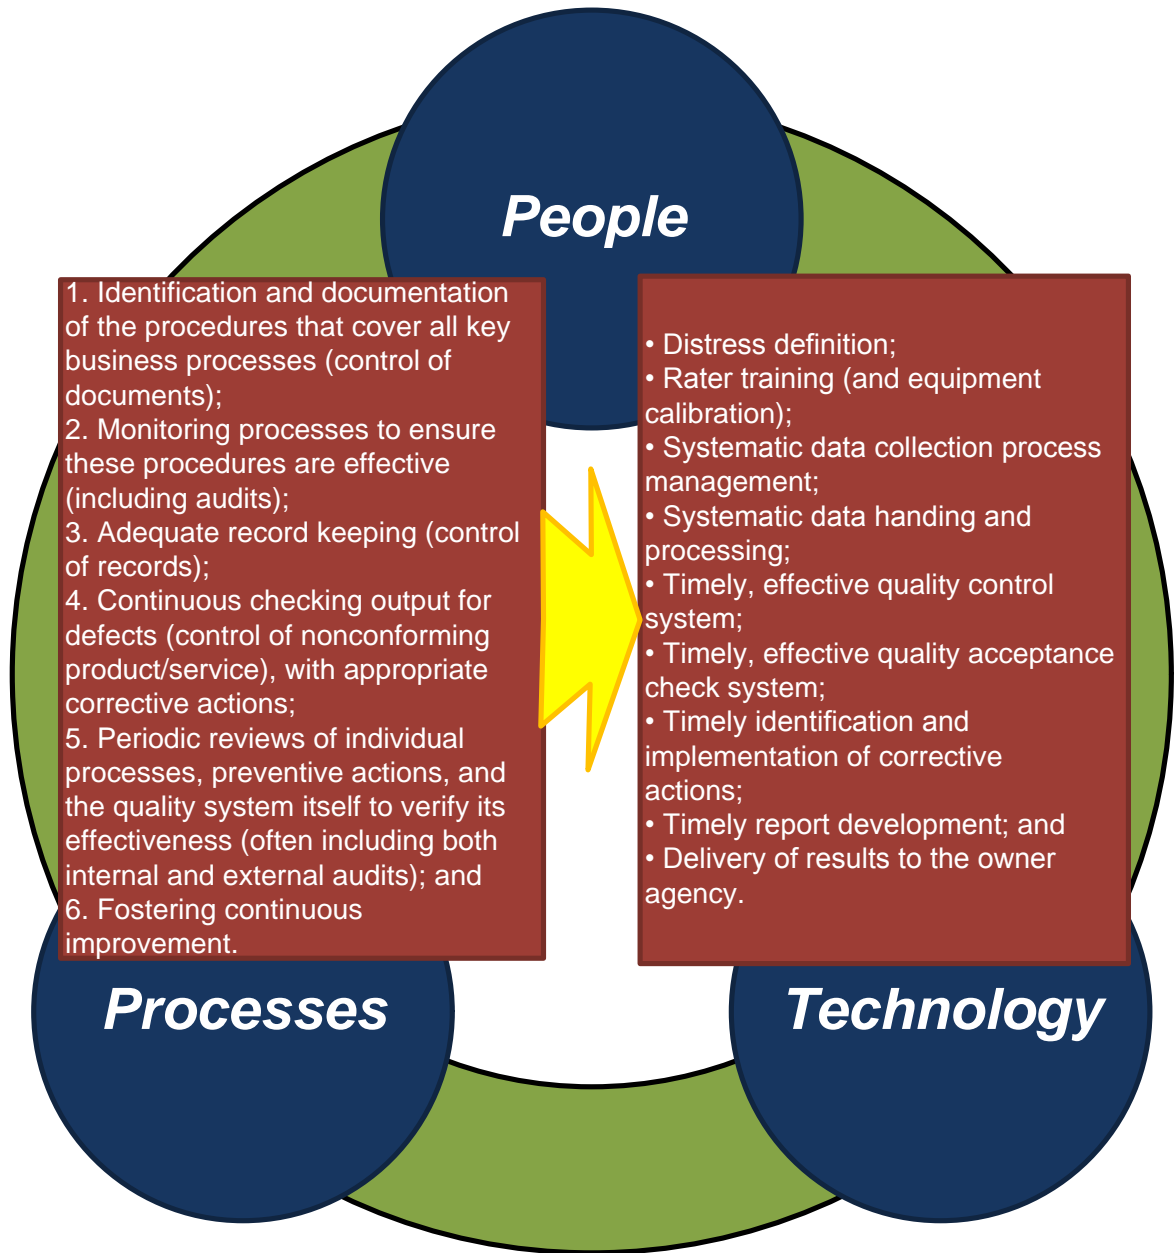 People
1. Identification and documentation
of the procedures that cover all key
business processes (control of
documents);
2. Monitoring processes to ensure
these procedures are effective
(including audits);
3. Adequate record keeping (control
of records);
4. Continuous checking output for
defects (control of nonconforming
product/service), with appropriate
corrective actions;
5. Periodic reviews of individual
processes, preventive actions, and
the quality system itself to verify its
effectiveness (often including both
internal and external audits); and
6. Fostering continuous
improvement.
• Distress definition;
• Rater training (and equipment
calibration);
• Systematic data collection process
management;
• Systematic data handing and
processing;
• Timely, effective quality control
system;
• Timely, effective quality acceptance
check system;
• Timely identification and
implementation of corrective
actions;
• Timely report development; and
• Delivery of results to the owner
agency.
Processes
Technology